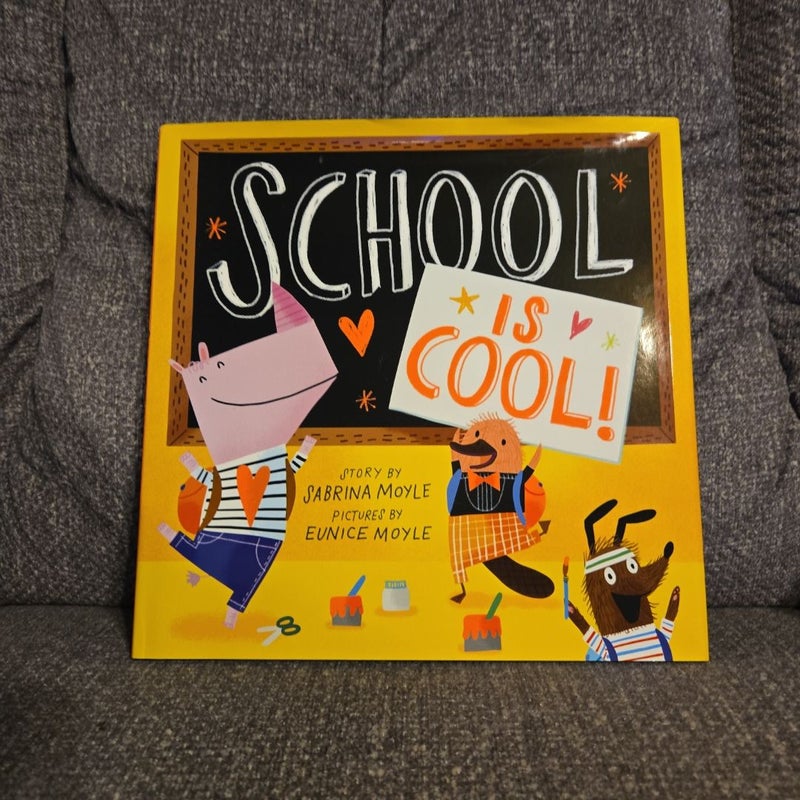 SCHOOL
IS
COOL!
STORY BY
SABRINA MOYLE
PICTURES BY
EUNICE MOYLE